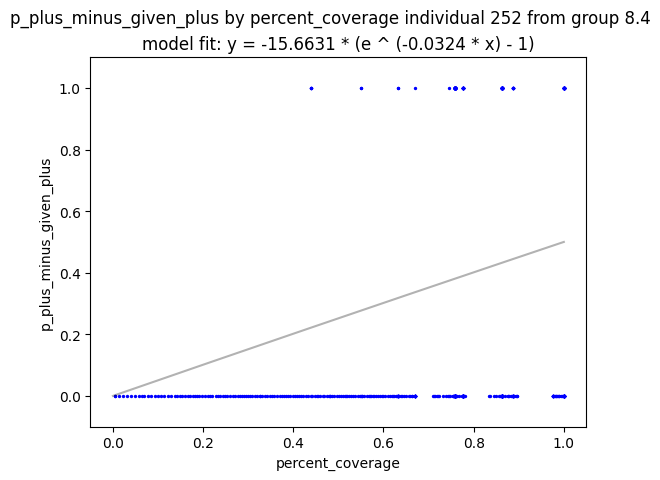 p_plus_minus_given_plus by percent_coverage individual 252 from group 8.4
model fit: y = -15.6631 * (e ^ (-0.0324 * x) - 1)
1.0
0.8
0.6
0.4
0.2
0.0
p_plus_minus_given_plus
0.0 0.2 0.4 0.6 0.8 1.0
percent_coverage